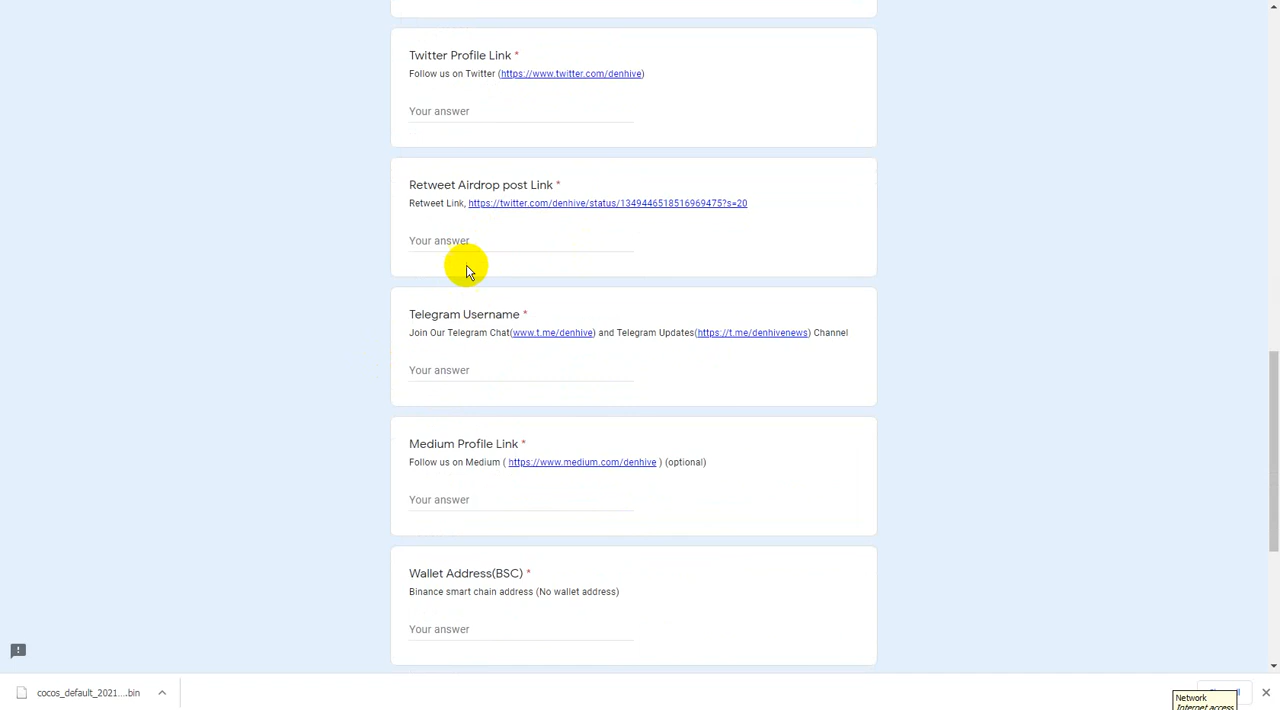 Twitter Profile Link *
Follow us on Twitter (https://www.twitter.com/denhive)
Your answer
Retweet Airdrop post Link *
Retweet Link, https://twitter.com/denhive/status/1349446518516969475?s=20
Your answer
Telegram Username *
Join Our Telegram Chat(www.t.me/denhive) and Telegram Updates(https://t.me/denhivenews) Channel
Your answer
Medium Profile Link *
Follow us on Medium ( https://www.medium.com/denhive ) (optional)
Your answer
Wallet Address(BSC) *
Binance smart chain address (No wallet address)
Your answer
cocos_default_2021....bin
Network
Internet access